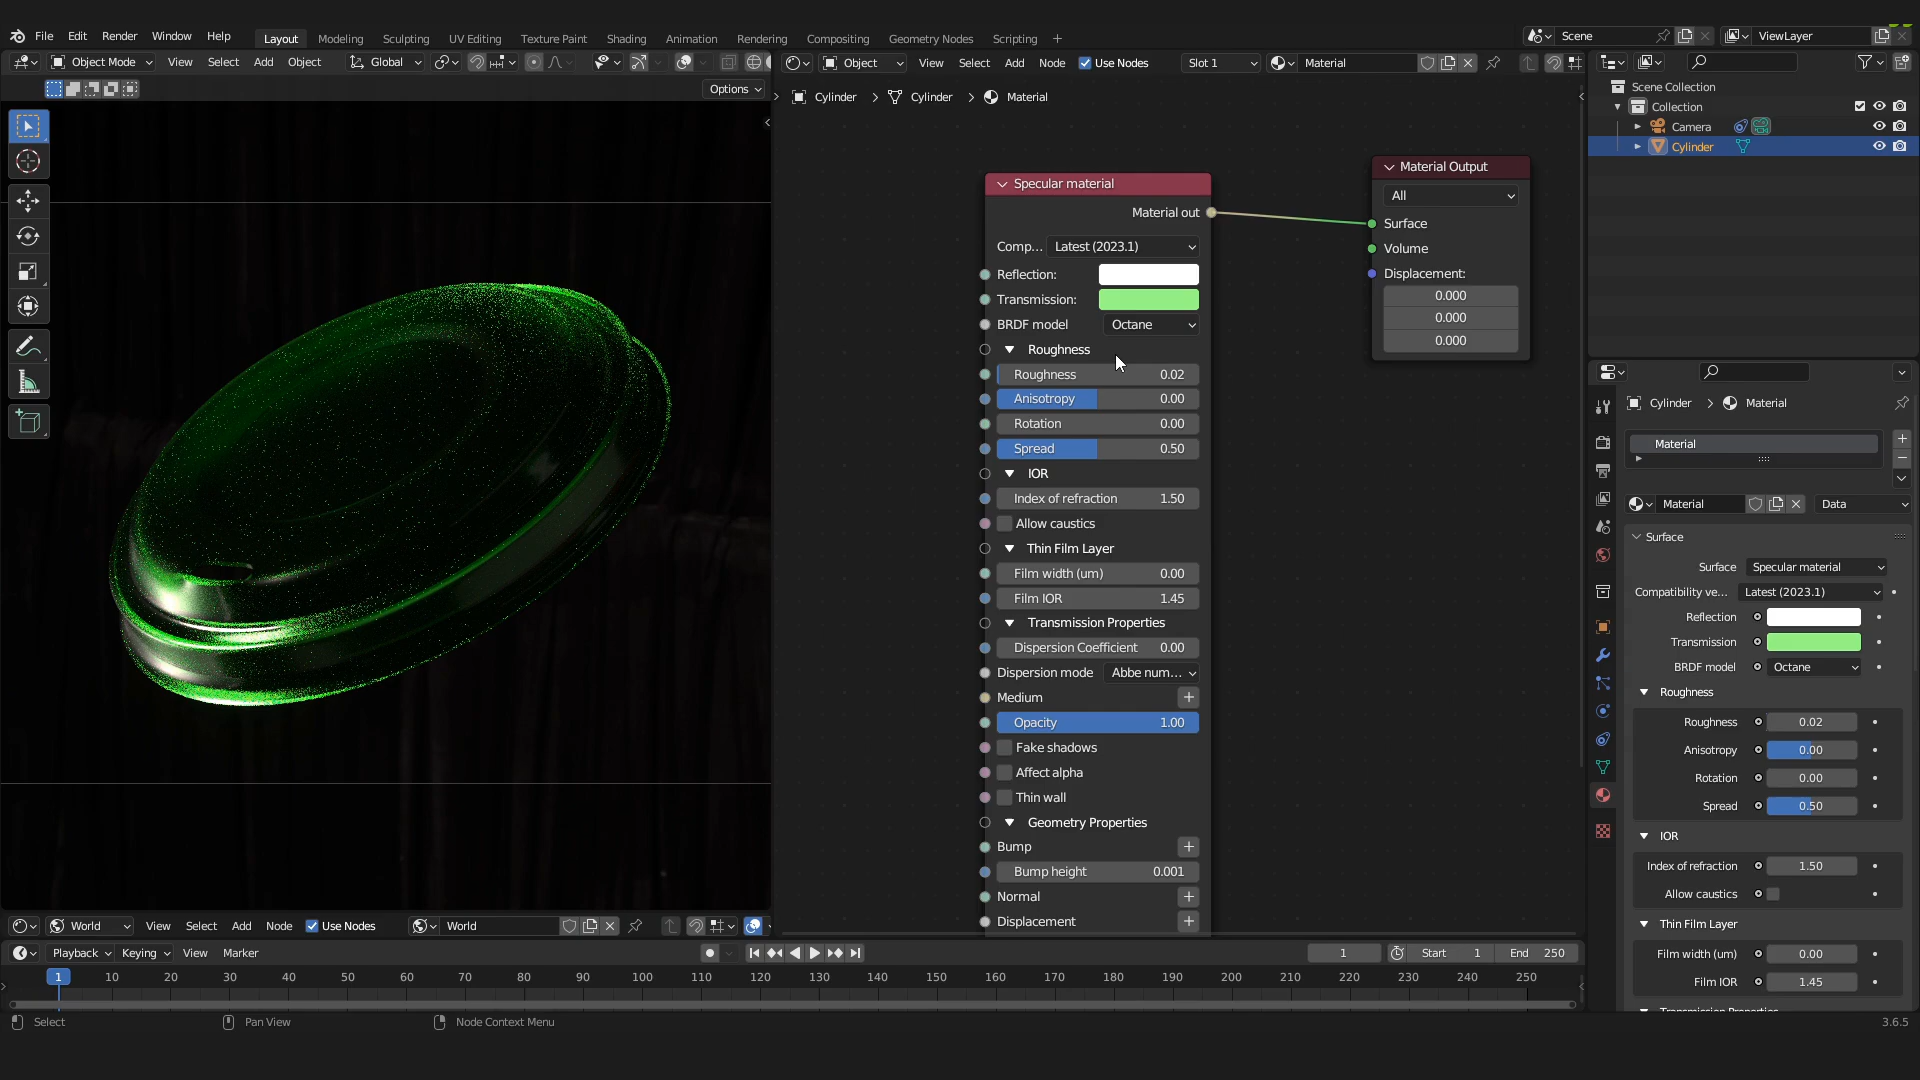 File Edit Render Window Help Layout Modeling Sculpting UV Editing Texture Paint Shading Animation Rendering Compositing Geometry Nodes Scripting Scene ViewLayer
Object Mode View Select Add Object Global
Object View Select Add Node Use Nodes Slot 1 Material
Options
Cylinder Cylinder Material
Specular material
Material out
Comp... Latest (2023.1)
Reflection:
Transmission:
BRDF model Octane
Roughness
Roughness 0.02
Anisotropy 0.00
Rotation 0.00
Spread 0.50
IOR
Index of refraction 1.50
Allow caustics
Thin Film Layer
Film width (um) 0.00
Film IOR 1.45
Transmission Properties
Dispersion Coefficient 0.00
Dispersion mode Abbe num...
Medium
Opacity 1.00
Fake shadows
Affect alpha
Thin wall
Geometry Properties
Bump
Bump height 0.001
Normal
Displacement
Material Output
All
Surface
Volume
Displacement:
0.000
0.000
0.000
Scene Collection
Collection
Camera
Cylinder
Cylinder Material
Material
Material Data
Surface
Surface Specular material
Compatibility ve... Latest (2023.1)
Reflection
Transmission
BRDF model Octane
Roughness
Roughness 0.02
Anisotropy 0.00
Rotation 0.00
Spread 0.50
IOR
Index of refraction 1.50
Allow caustics
Thin Film Layer
Film width (um) 0.00
Film IOR 1.45
World View Select Add Node Use Nodes World
Playback Keying View Marker 1 Start 1 End 250
1 10 20 30 40 50 60 70 80 90 100 110 120 130 140 150 160 170 180 190 200 210 220 230 240 250
Select Pan View Node Context Menu 3.6.5